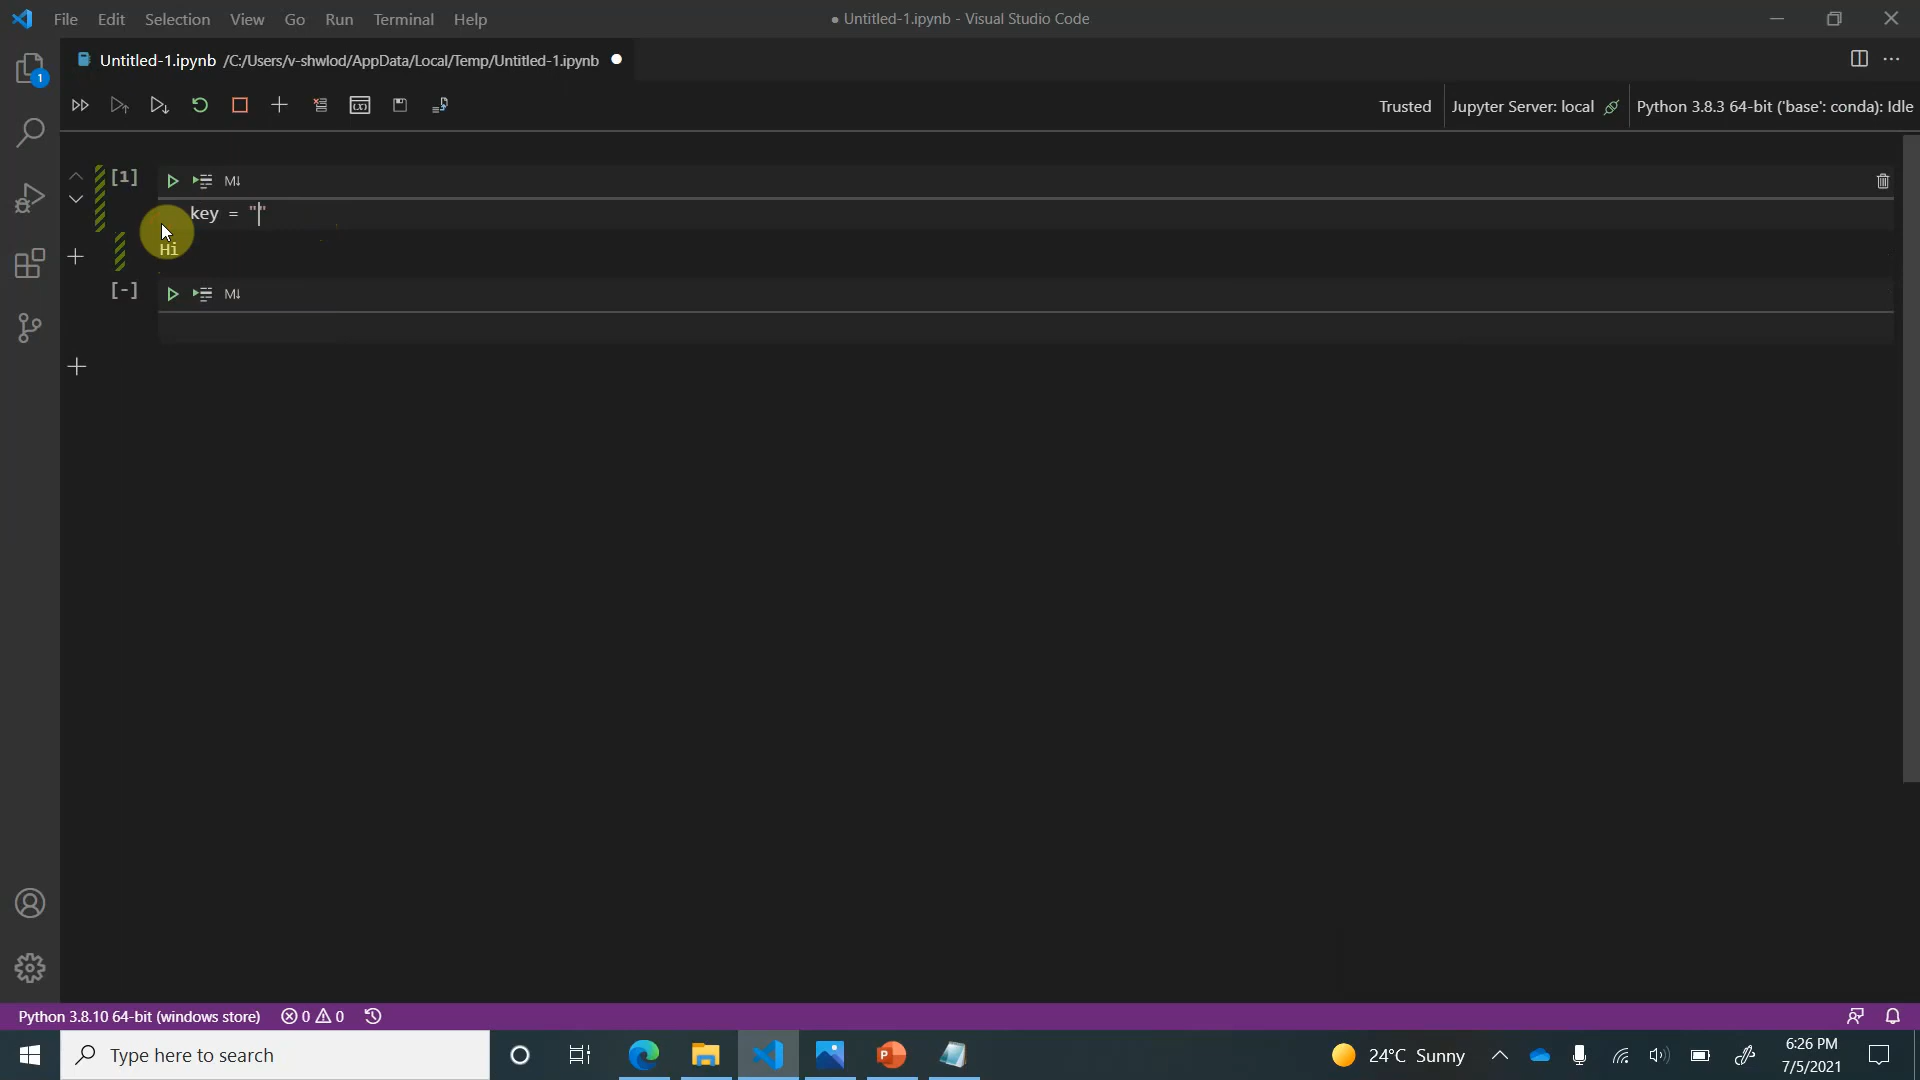 File Edit Selection View Go Run Terminal Help
● Untitled-1.ipynb - Visual Studio Code
Untitled-1.ipynb /C:/Users/v-shwlod/AppData/Local/Temp/Untitled-1.ipynb ●
Trusted Jupyter Server: local Python 3.8.3 64-bit ('base': conda): Idle
1
[1] M↓
key = ""
Hi
[-] M↓
Python 3.8.10 64-bit (windows store) 0 0
Type here to search
24°C Sunny
6:26 PM
7/5/2021